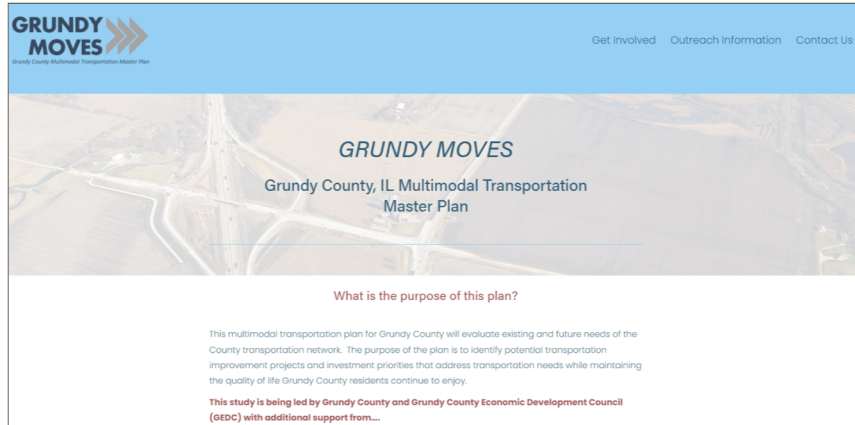 GRUNDY
MOVES
Grundy County Multimodal Transportation Master Plan
Get Involved Outreach Information Contact Us
GRUNDY MOVES
Grundy County, IL Multimodal Transportation
Master Plan
What is the purpose of this plan?
This multimodal transportation plan for Grundy County will evaluate existing and future needs of the
County transportation network. The purpose of the plan is to identify potential transportation
improvement projects and investment priorities that address transportation needs while maintaining
the quality of life Grundy County residents continue to enjoy.
This study is being led by Grundy County and Grundy County Economic Development Council
(GEDC) with additional support from....